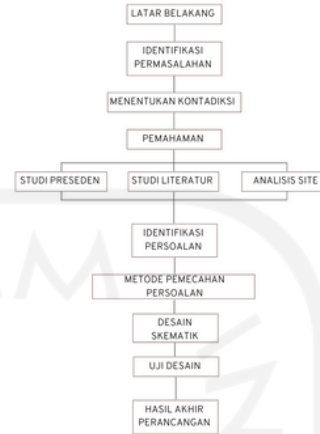 LATAR BELAKANG
IDENTIFIKASI
PERMASALAHAN
MENENTUKAN KONTADIKSI
PEMAHAMAN
STUDI PRESEDEN
STUDI LITERATUR
ANALISIS SITE
IDENTIFIKASI
PERSOALAN
METODE PEMECAHAN
PERSOALAN
DESAIN
SKEMATIK
UJI DESAIN
HASIL AKHIR
PERANCANGAN